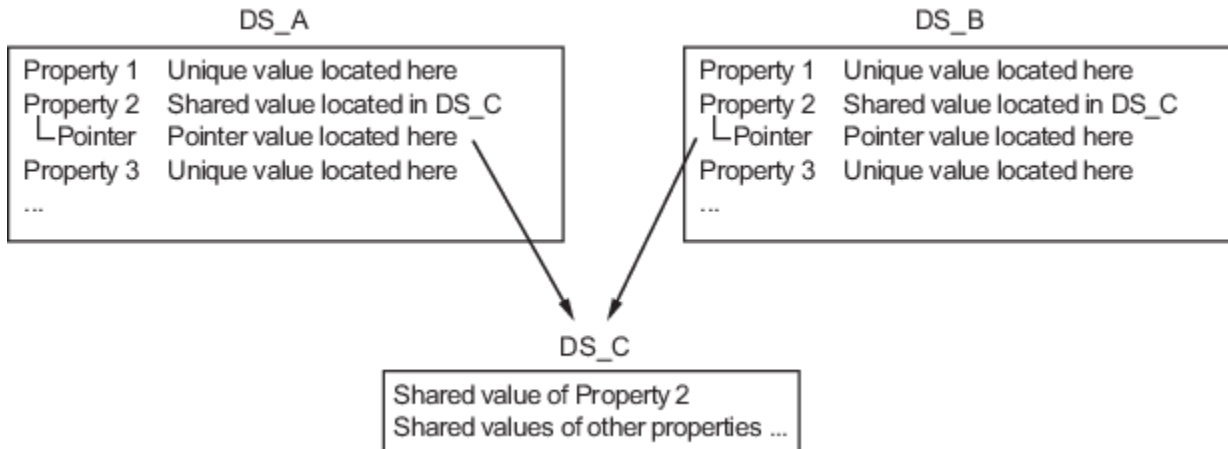 DS_A
Property 1 Unique value located here
Property 2 Shared value located in DS_C
Pointer Pointer value located here
Property 3 Unique value located here
...
DS_B
Property 1 Unique value located here
Property 2 Shared value located in DS_C
Pointer Pointer value located here
Property 3 Unique value located here
...
DS_C
Shared value of Property 2
Shared values of other properties ...